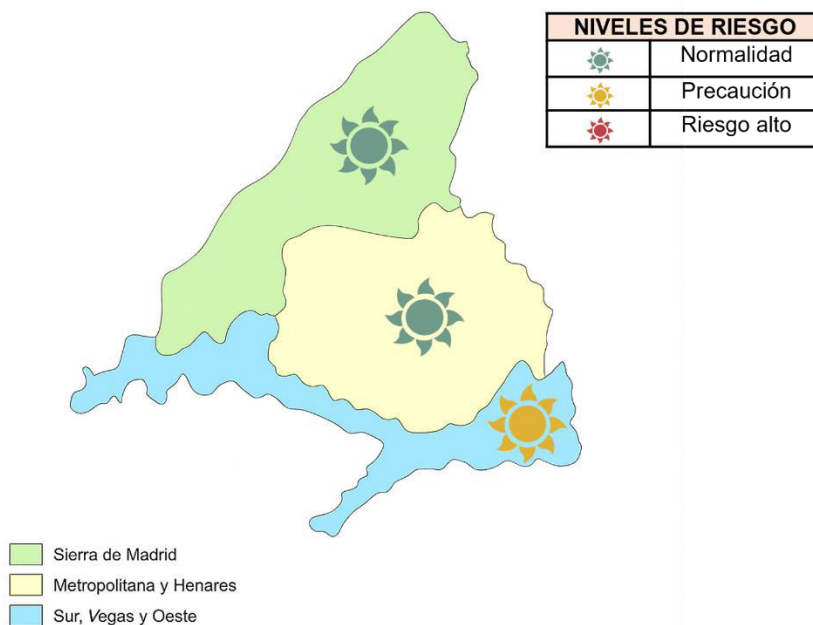 NIVELES DE RIESGO
Normalidad
Precaución
Riesgo alto
Sierra de Madrid
Metropolitana y Henares
Sur, Vegas y Oeste